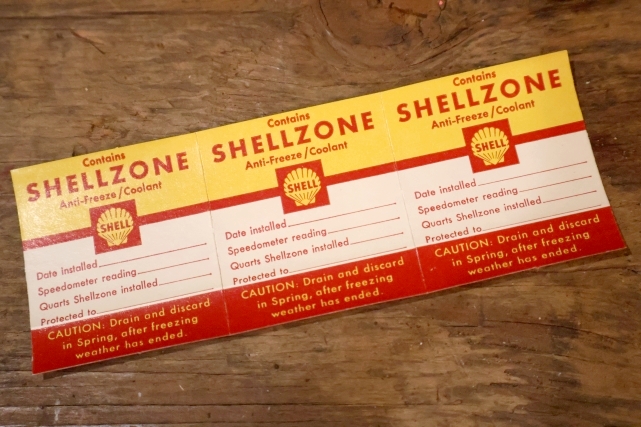 Contains
SHELLZONE
Anti-Freeze/Coolant
SHELL
Date installed
Speedometer reading
Quarts Shellzone installed
Protected to
CAUTION: Drain and discard
in Spring, after freezing
weather has ended.
Contains
SHELLZONE
Anti-Freeze/Coolant
SHELL
Date installed
Speedometer reading
Quarts Shellzone installed
Protected to
CAUTION: Drain and discard
in Spring, after freezing
weather has ended.
Contains
SHELLZONE
Anti-Freeze/Coolant
SHELL
Date installed
Speedometer reading
Quarts Shellzone installed
Protected to
CAUTION: Drain and discard
in Spring, after freezing
weather has ended.